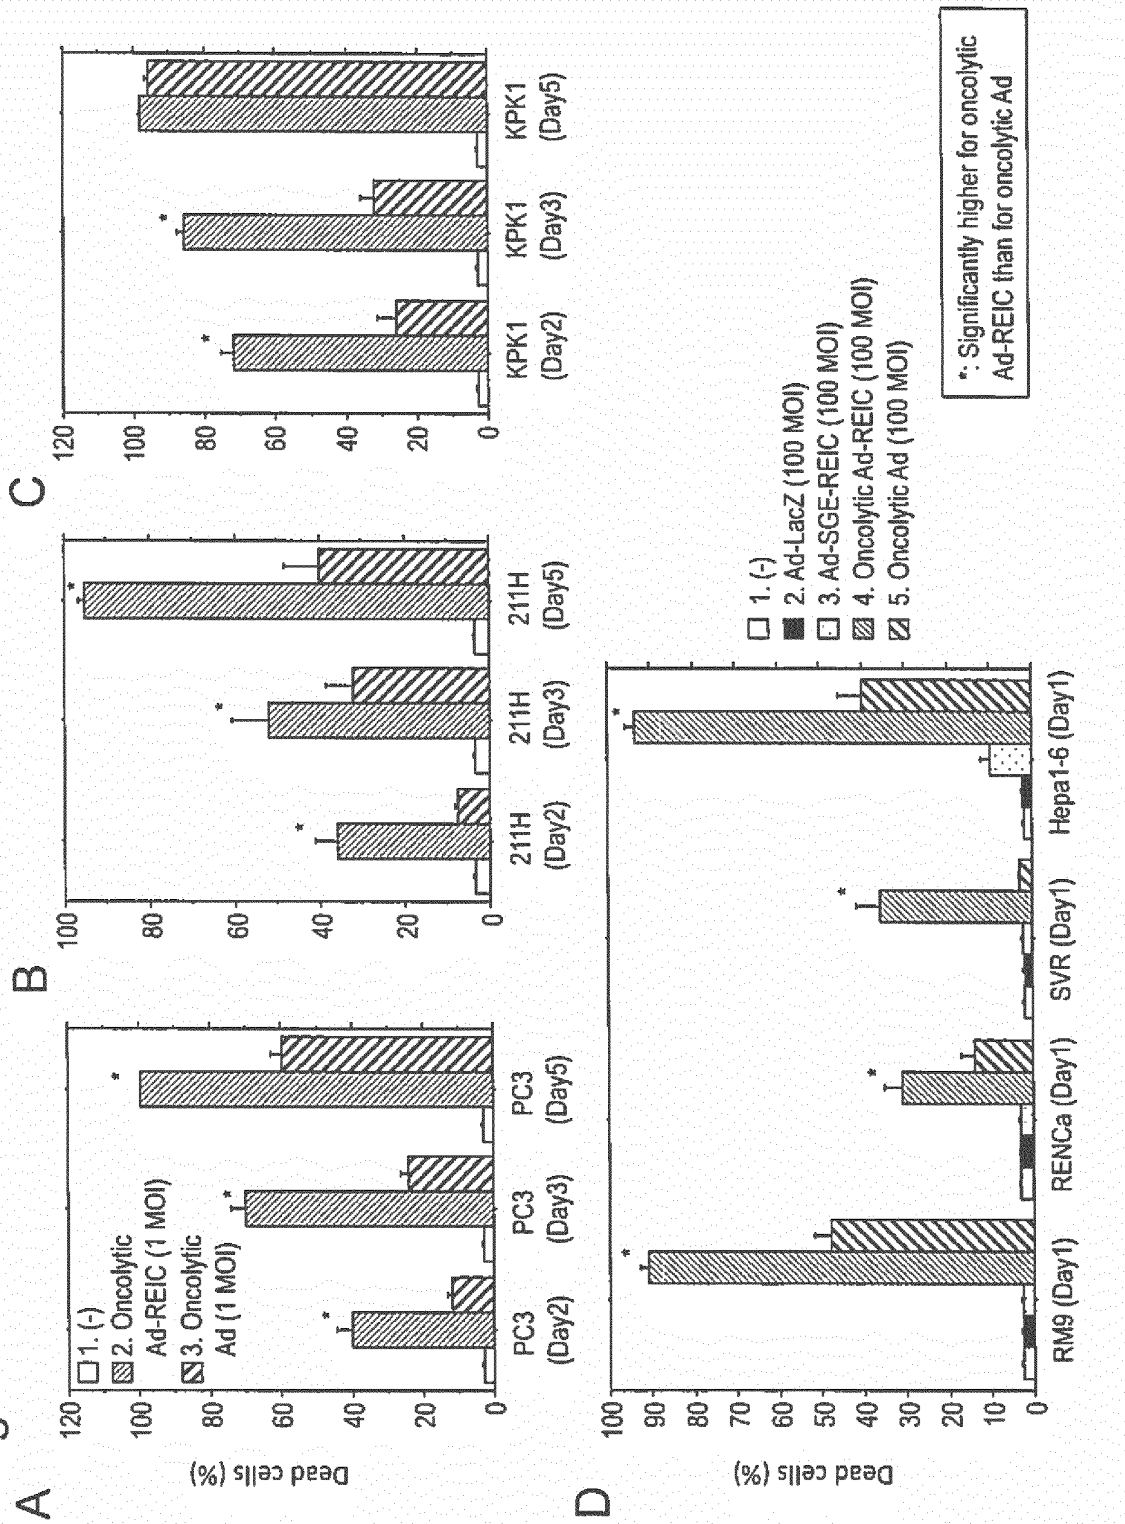 A
Dead cells (%)
120
100
80
60
40
20
0
1. (-)
2. Oncolytic
Ad-REIC (1 MOI)
3. Oncolytic
Ad (1 MOI)
*
*
*
PC3
(Day2)
PC3
(Day3)
PC3
(Day5)
B
100
80
60
40
20
0
*
*
*
211H
(Day2)
211H
(Day3)
211H
(Day5)
C
120
100
80
60
40
20
0
*
*
KPK1
(Day2)
KPK1
(Day3)
KPK1
(Day5)
D
Dead cells (%)
100
90
80
70
60
50
40
30
20
10
0
*
*
*
*
RM9 (Day1)
RENCa (Day1)
SVR (Day1)
Hepa1-6 (Day1)
1. (-)
2. Ad-LacZ (100 MOI)
3. Ad-SGE-REIC (100 MOI)
4. Oncolytic Ad-REIC (100 MOI)
5. Oncolytic Ad (100 MOI)
*: Significantly higher for oncolytic
Ad-REIC than for oncolytic Ad